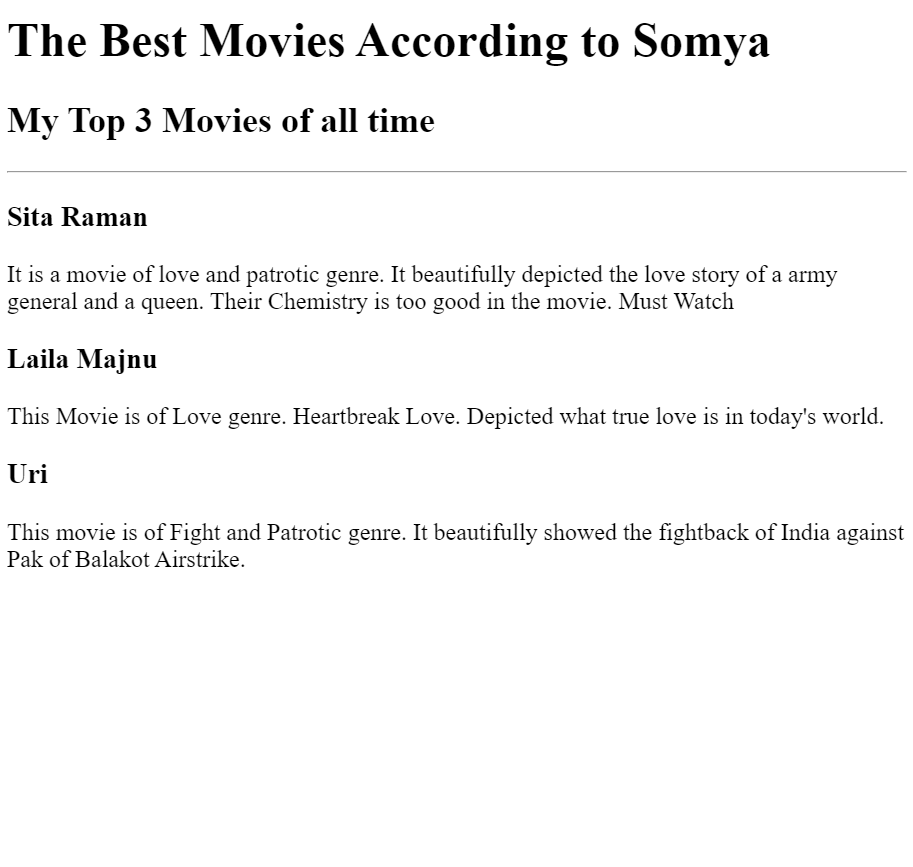 The Best Movies According to Somya
My Top 3 Movies of all time
Sita Raman
It is a movie of love and patrotic genre. It beautifully depicted the love story of a army
general and a queen. Their Chemistry is too good in the movie. Must Watch
Laila Majnu
This Movie is of Love genre. Heartbreak Love. Depicted what true love is in today's world.
Uri
This movie is of Fight and Patrotic genre. It beautifully showed the fightback of India against
Pak of Balakot Airstrike.